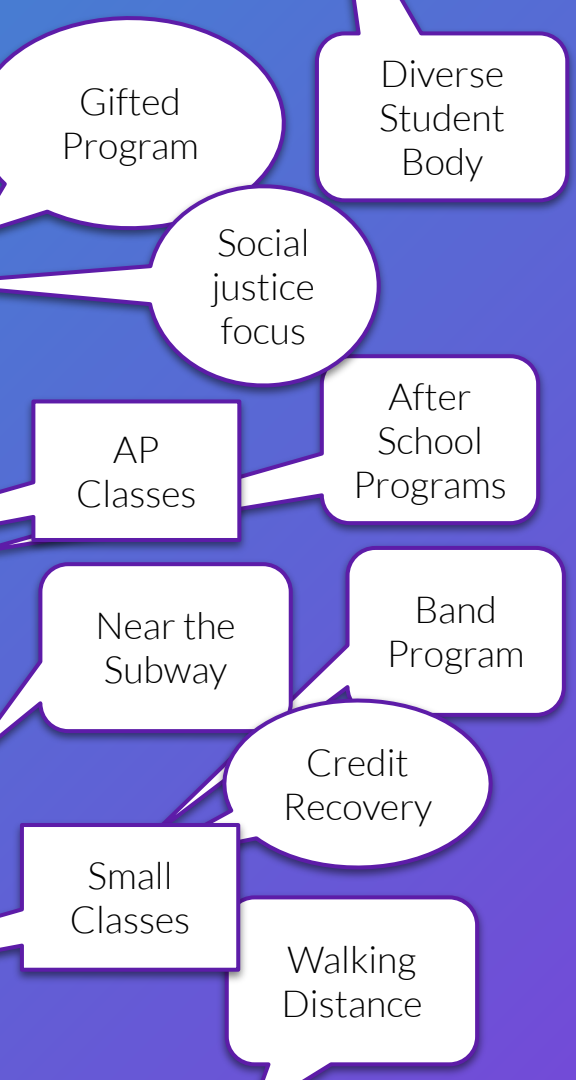 Gifted
Program
Diverse
Student
Body
Social
justice
focus
After
School
Programs
AP
Classes
Near the
Subway
Band
Program
Credit
Recovery
Small
Classes
Walking
Distance